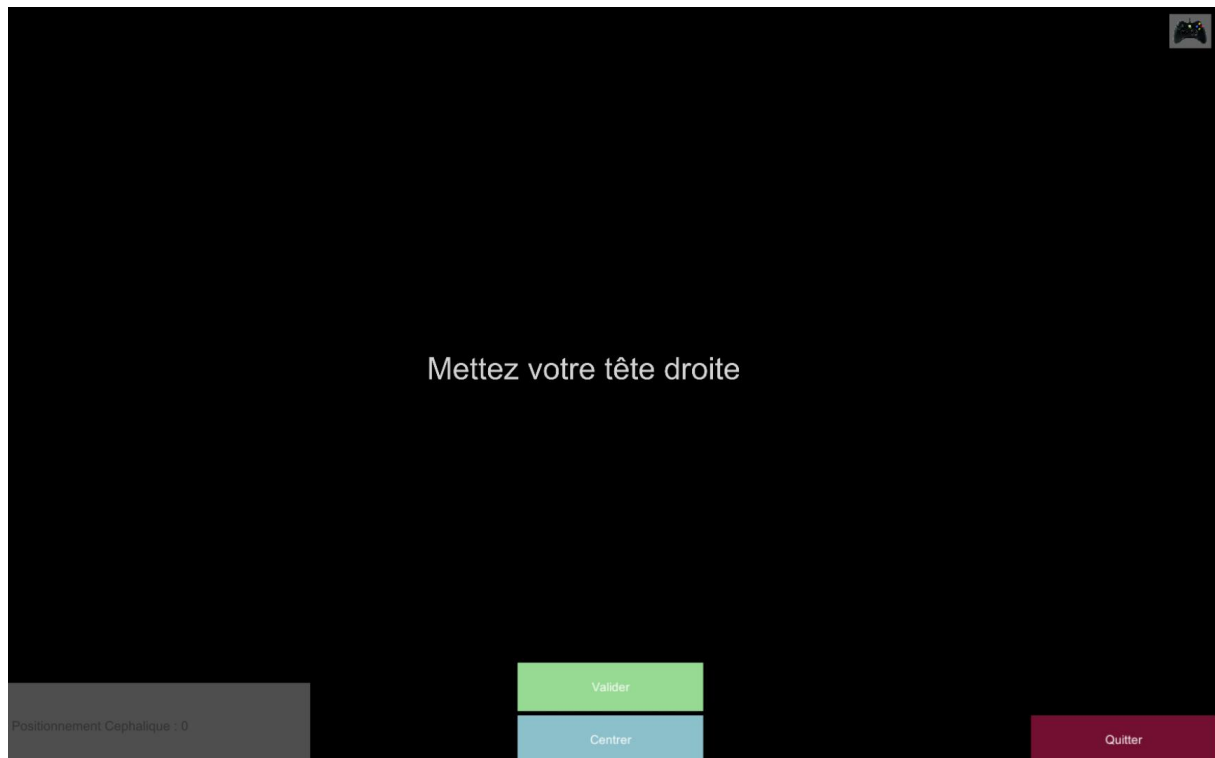 Mettez votre tête droite
Valider
Positionnement Cephalique : 0
Centrer
Quitter